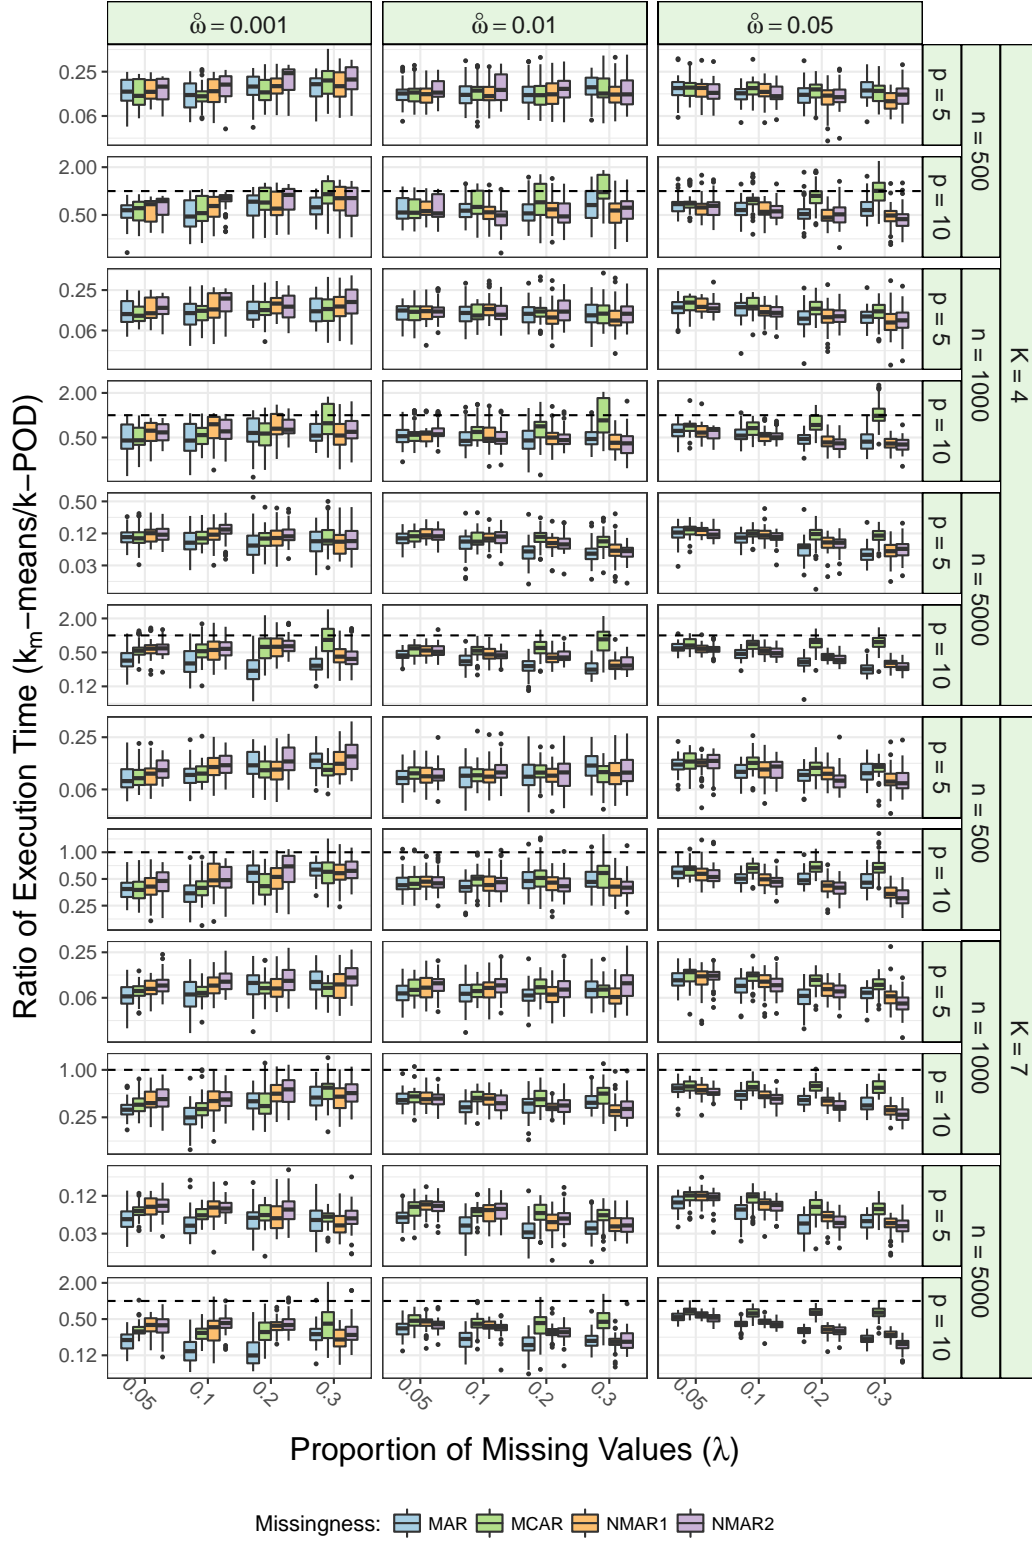 ω̊ = 0.001
ω̊ = 0.01
ω̊ = 0.05
Ratio of Execution Time (kₘ−means/k−POD)
0.25
0.06
p = 5
n = 500
K = 4
2.00
0.50
p = 10
0.25
0.06
p = 5
n = 1000
2.00
0.50
p = 10
0.50
0.12
0.03
p = 5
n = 5000
2.00
0.50
0.12
p = 10
0.25
0.06
p = 5
n = 500
K = 7
1.00
0.50
0.25
p = 10
0.25
0.06
p = 5
n = 1000
1.00
0.25
p = 10
0.12
0.03
p = 5
n = 5000
2.00
0.50
0.12
p = 10
0.05 0.1 0.2 0.3 0.05 0.1 0.2 0.3 0.05 0.1 0.2 0.3
Proportion of Missing Values (λ)
Missingness: MAR MCAR NMAR1 NMAR2